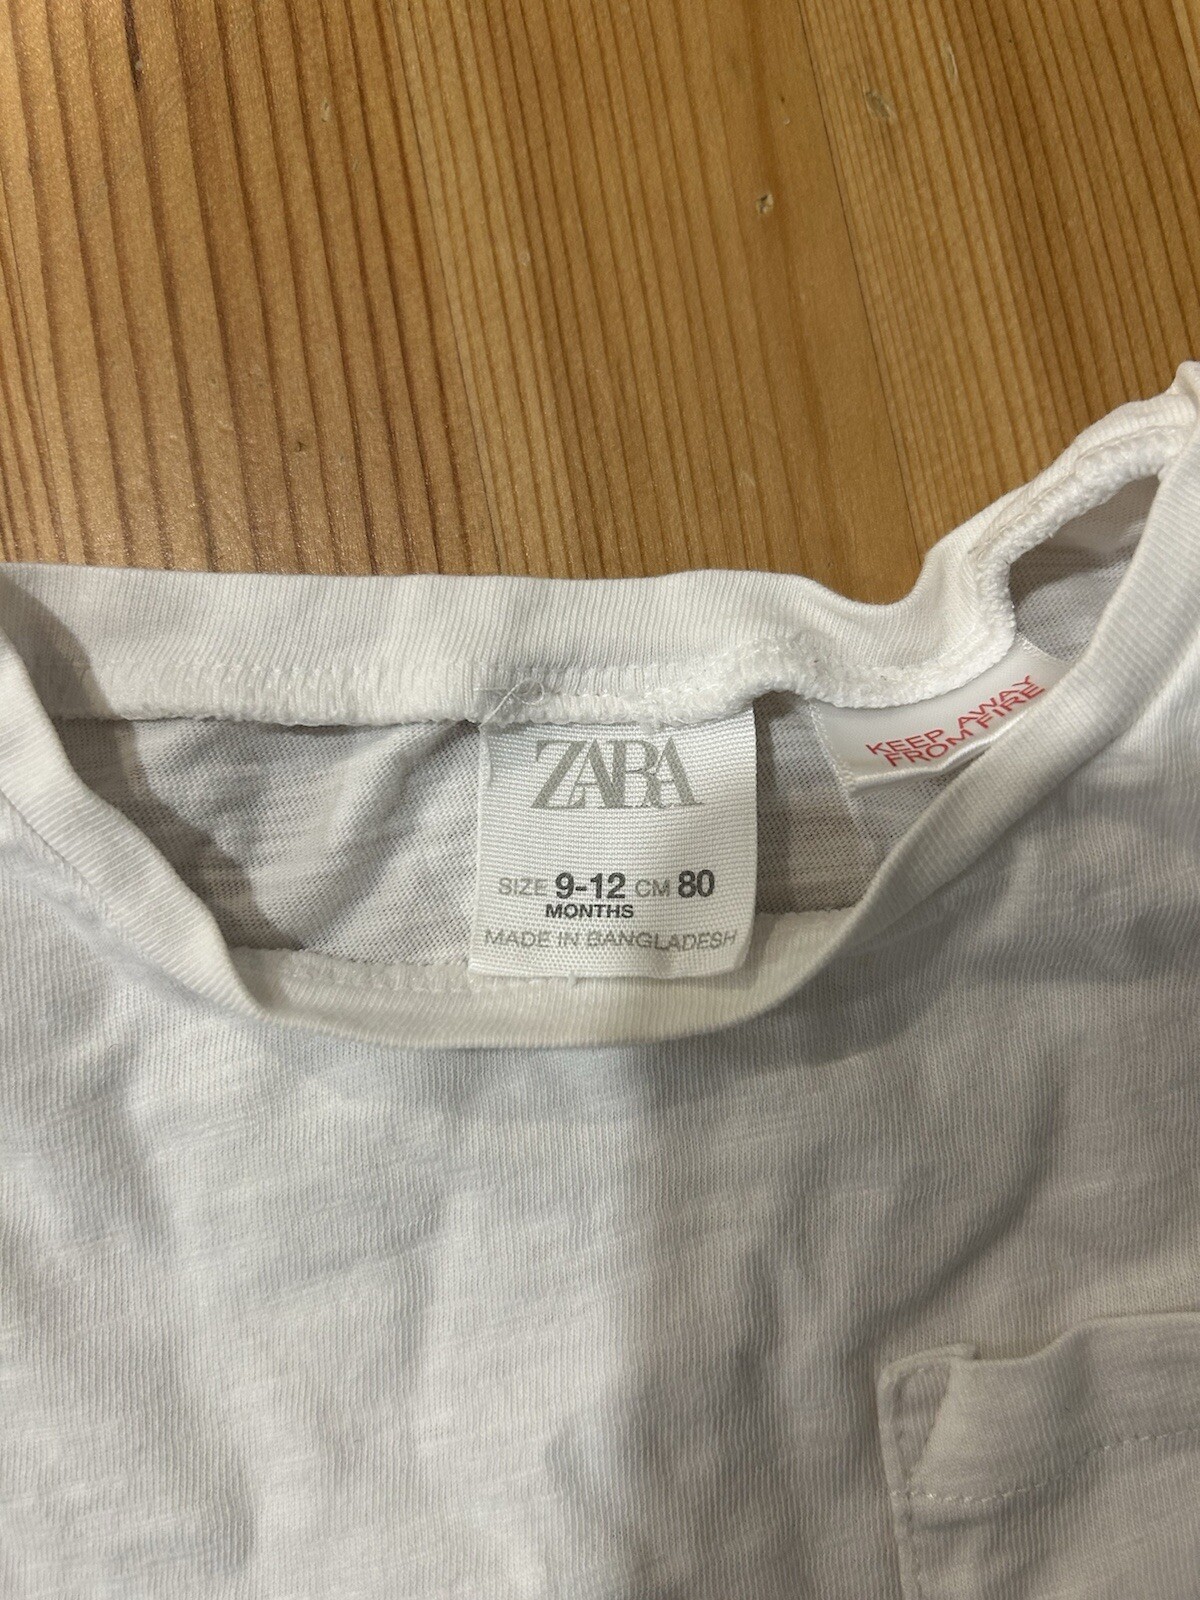 ZARA
SIZE 9-12 CM 80
MONTHS
MADE IN BANGLADESH
KEEP AWAY
FROM FIRE